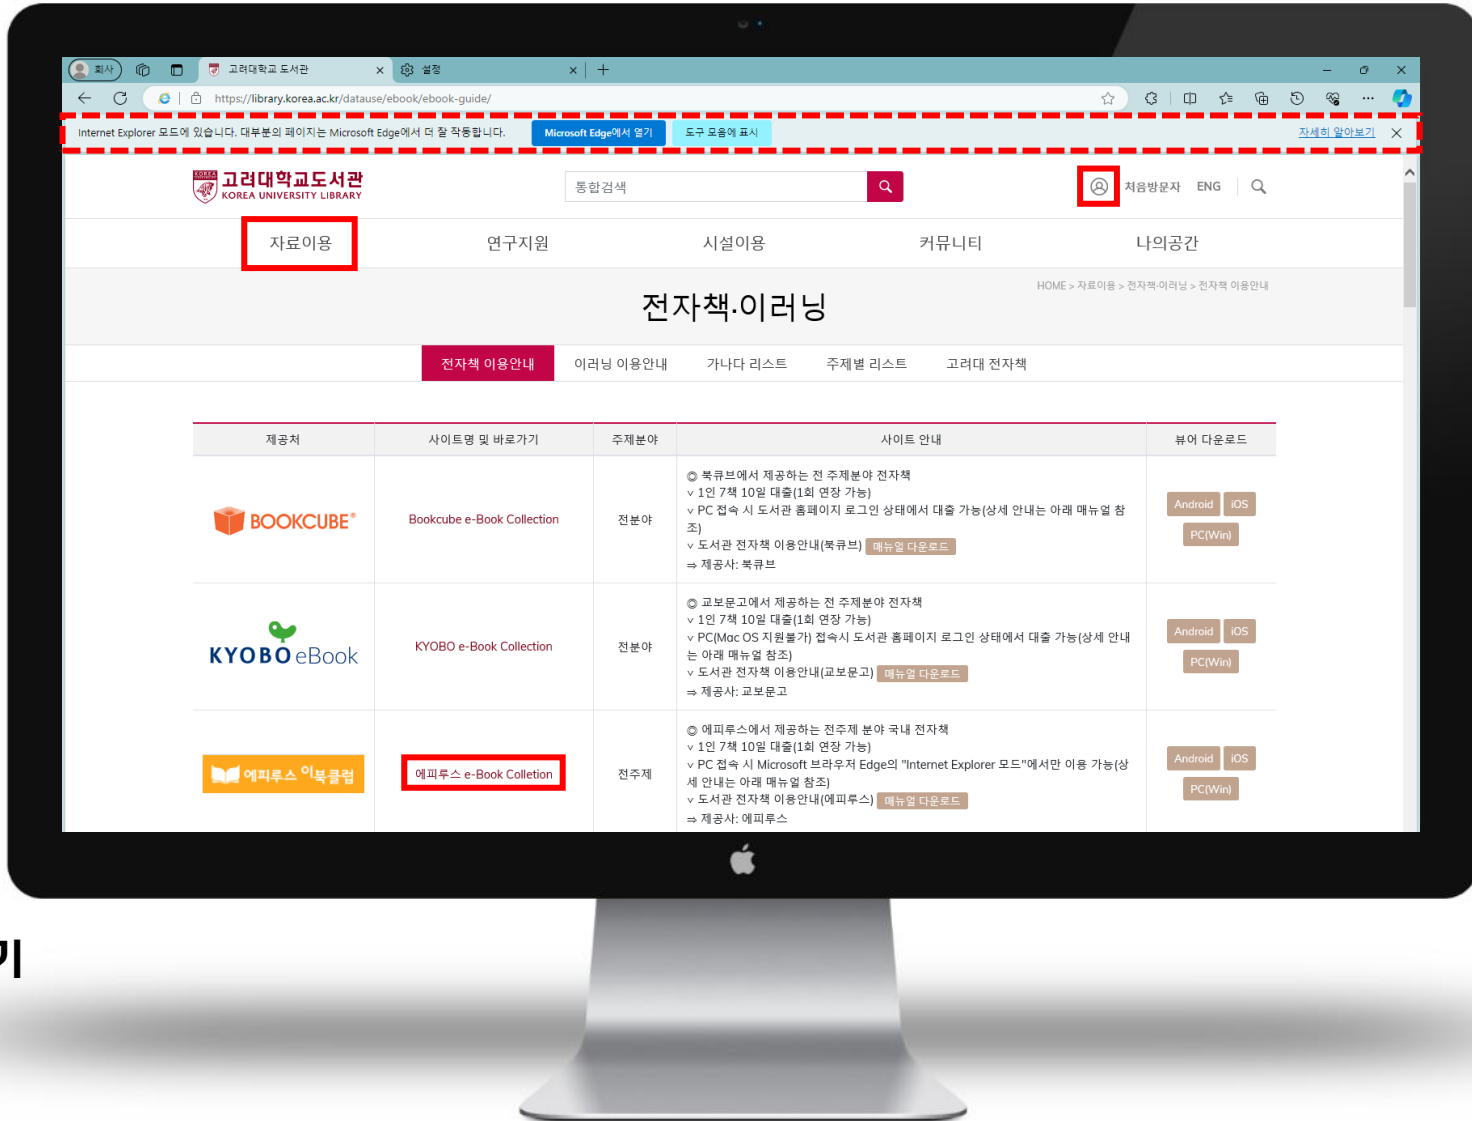 회사
고려대학교 도서관
설정
https://library.korea.ac.kr/datause/ebook/ebook-guide/
Internet Explorer 모드에 있습니다. 대부분의 페이지는 Microsoft Edge에서 더 잘 작동합니다.
Microsoft Edge에서 열기
도구 모음에 표시
자세히 알아보기
고려대학교도서관
KOREA UNIVERSITY LIBRARY
통합검색
처음방문자
ENG
자료이용
연구지원
시설이용
커뮤니티
나의공간
전자책·이러닝
HOME > 자료이용 > 전자책·이러닝 > 전자책 이용안내
전자책 이용안내
이러닝 이용안내
가나다 리스트
주제별 리스트
고려대 전자책
제공처
사이트명 및 바로가기
주제분야
사이트 안내
뷰어 다운로드
BOOKCUBE®
Bookcube e-Book Collection
전분야
◎ 북큐브에서 제공하는 전 주제분야 전자책
∨ 1인 7책 10일 대출(1회 연장 가능)
∨ PC 접속 시 도서관 홈페이지 로그인 상태에서 대출 가능(상세 안내는 아래 매뉴얼 참
조)
∨ 도서관 전자책 이용안내(북큐브) 매뉴얼 다운로드
⇒ 제공사: 북큐브
Android
iOS
PC(Win)
KYOBO eBook
KYOBO e-Book Collection
전분야
◎ 교보문고에서 제공하는 전 주제분야 전자책
∨ 1인 7책 10일 대출(1회 연장 가능)
∨ PC(Mac OS 지원불가) 접속시 도서관 홈페이지 로그인 상태에서 대출 가능(상세 안내
는 아래 매뉴얼 참조)
∨ 도서관 전자책 이용안내(교보문고) 매뉴얼 다운로드
⇒ 제공사: 교보문고
Android
iOS
PC(Win)
에피루스 이북클럽
에피루스 e-Book Colletion
전주제
◎ 에피루스에서 제공하는 전주제 분야 국내 전자책
∨ 1인 7책 10일 대출(1회 연장 가능)
∨ PC 접속 시 Microsoft 브라우저 Edge의 "Internet Explorer 모드"에서만 이용 가능(상
세 안내는 아래 매뉴얼 참조)
∨ 도서관 전자책 이용안내(에피루스) 매뉴얼 다운로드
⇒ 제공사: 에피루스
Android
iOS
PC(Win)
기